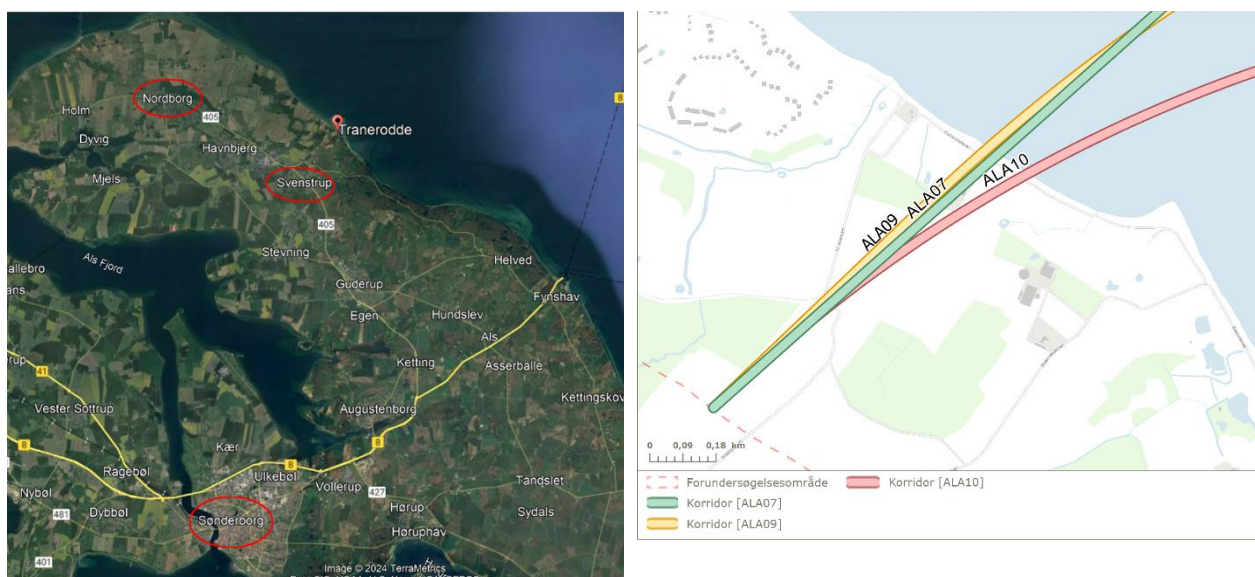 Nordborg
Holm
405
Tranerodde
8
Dyvig
Havnbjerg
Mjels
Svenstrup
405
Stevning
Als Fjord
Helved
Guderup
Fynshav
Egen
Hundslev
Als
41
Ketting
Asserballe
Vester Sottrup
Augustenborg
Kettingskov
8
Kær
8
8
Ragebøl
Ulkebøl
Vollerup
427
Tandslet
Nybøl
481
Dybbøl
Sønderborg
Hørup
Sydals
Høruphav
401
Image © 2024 TerraMetrics
ALA09
ALA07
ALA10
0 0,09 0,18 km
Forundersøgelsesområde
Korridor [ALA10]
Korridor [ALA07]
Korridor [ALA09]